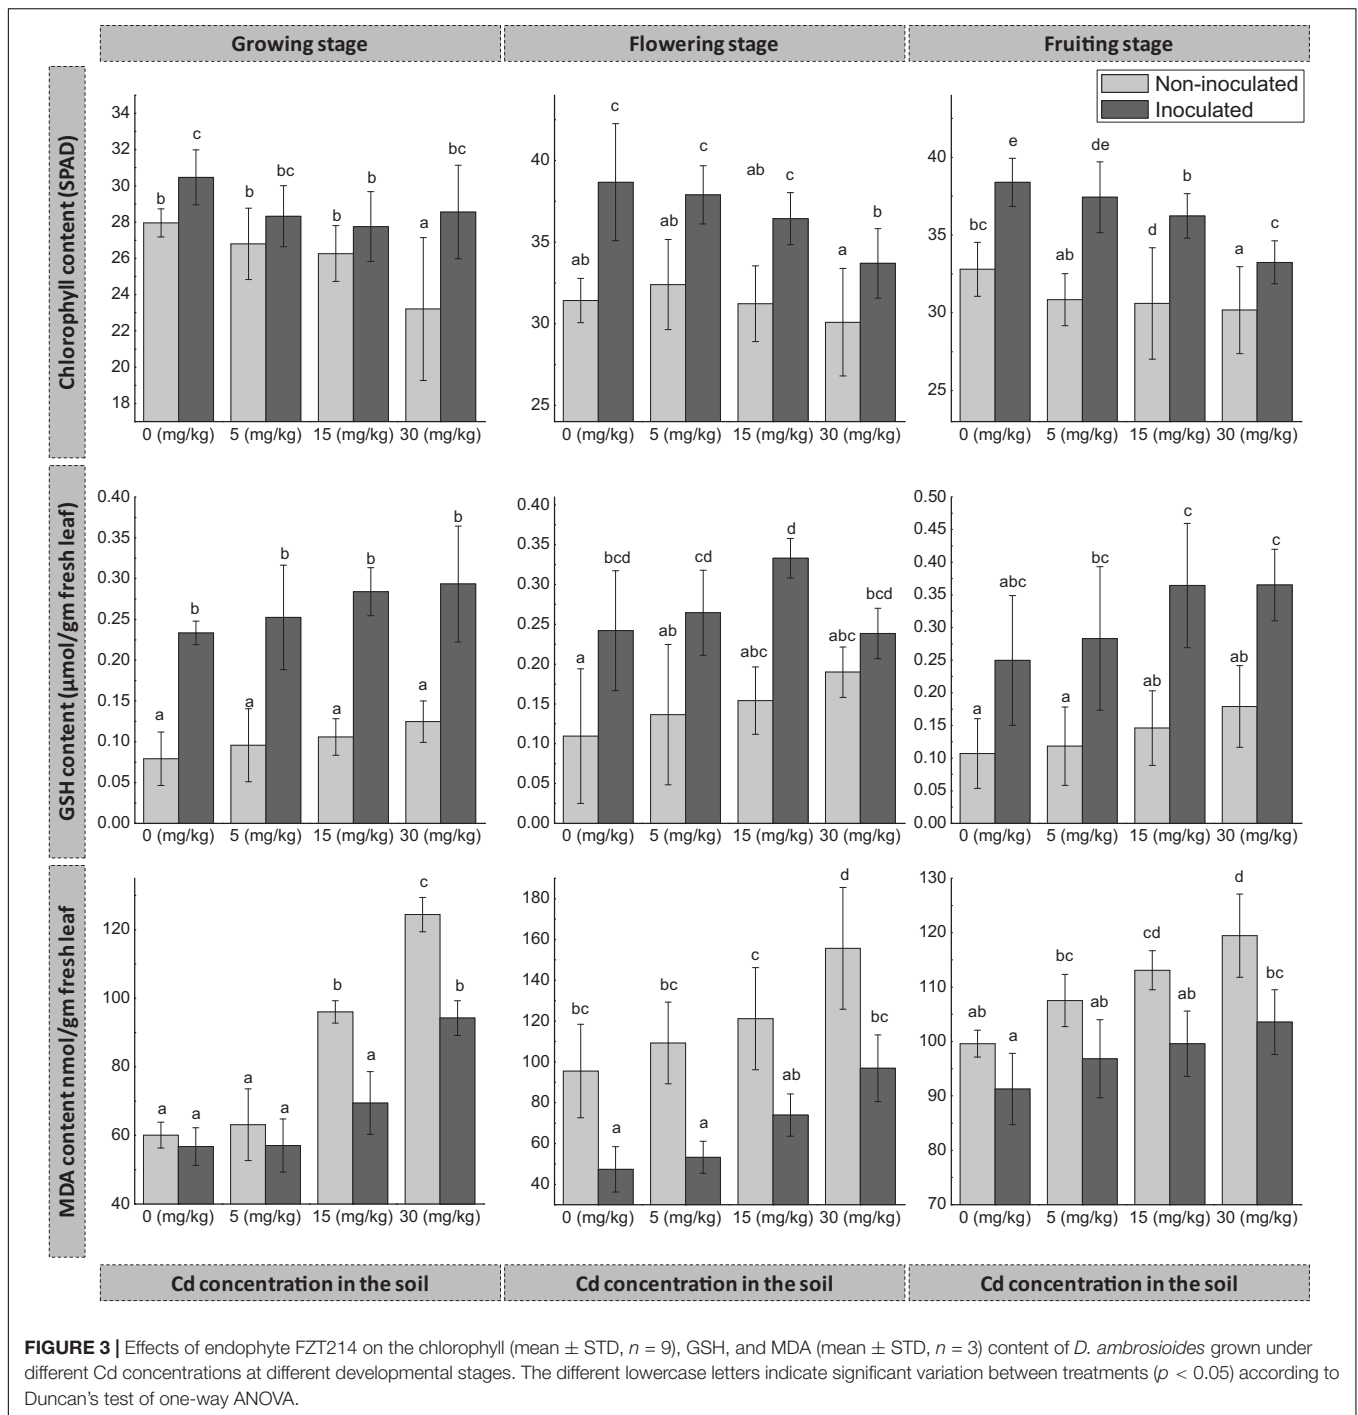 Growing stage
Flowering stage
Fruiting stage
Non-inoculated
Inoculated
Chlorophyll content (SPAD)
34
32
30
28
26
24
22
20
18
b
c
b
bc
b
b
a
bc
0 (mg/kg) 5 (mg/kg) 15 (mg/kg) 30 (mg/kg)
40
35
30
25
ab
c
ab
c
ab
c
a
b
0 (mg/kg) 5 (mg/kg) 15 (mg/kg) 30 (mg/kg)
40
35
30
25
bc
e
ab
de
d
b
a
c
0 (mg/kg) 5 (mg/kg) 15 (mg/kg) 30 (mg/kg)
GSH content (μmol/gm fresh leaf)
0.40
0.35
0.30
0.25
0.20
0.15
0.10
0.05
0.00
a
b
a
b
a
b
a
b
0 (mg/kg) 5 (mg/kg) 15 (mg/kg) 30 (mg/kg)
0.40
0.35
0.30
0.25
0.20
0.15
0.10
0.05
0.00
a
bcd
ab
cd
abc
d
abc
bcd
0 (mg/kg) 5 (mg/kg) 15 (mg/kg) 30 (mg/kg)
0.50
0.45
0.40
0.35
0.30
0.25
0.20
0.15
0.10
0.05
0.00
a
abc
a
bc
ab
c
ab
c
0 (mg/kg) 5 (mg/kg) 15 (mg/kg) 30 (mg/kg)
MDA content nmol/gm fresh leaf
120
100
80
60
40
a
a
a
a
b
a
c
b
0 (mg/kg) 5 (mg/kg) 15 (mg/kg) 30 (mg/kg)
180
160
140
120
100
80
60
40
bc
a
bc
a
c
ab
d
bc
0 (mg/kg) 5 (mg/kg) 15 (mg/kg) 30 (mg/kg)
130
120
110
100
90
80
70
ab
a
bc
ab
cd
ab
d
bc
0 (mg/kg) 5 (mg/kg) 15 (mg/kg) 30 (mg/kg)
Cd concentration in the soil
Cd concentration in the soil
Cd concentration in the soil
FIGURE 3 | Effects of endophyte FZT214 on the chlorophyll (mean ± STD, n = 9), GSH, and MDA (mean ± STD, n = 3) content of D. ambrosioides grown under
different Cd concentrations at different developmental stages. The different lowercase letters indicate significant variation between treatments (p < 0.05) according to
Duncan's test of one-way ANOVA.